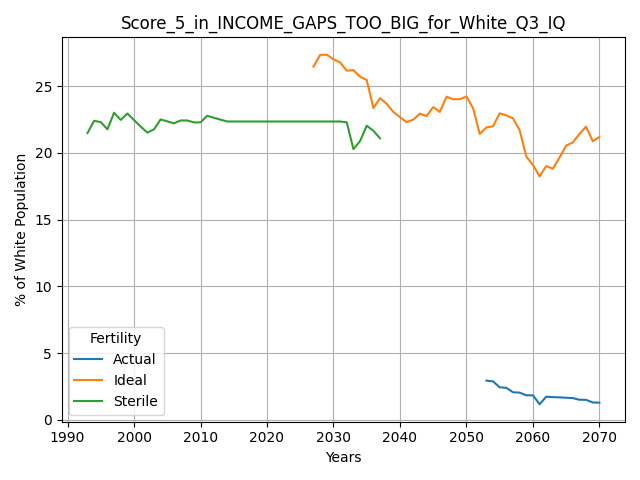 Score_5_in_INCOME_GAPS_TOO_BIG_for_White_Q3_IQ
% of White Population
25
20
15
10
5
0
Fertility
Actual
Ideal
Sterile
1990 2000 2010 2020 2030 2040 2050 2060 2070
Years